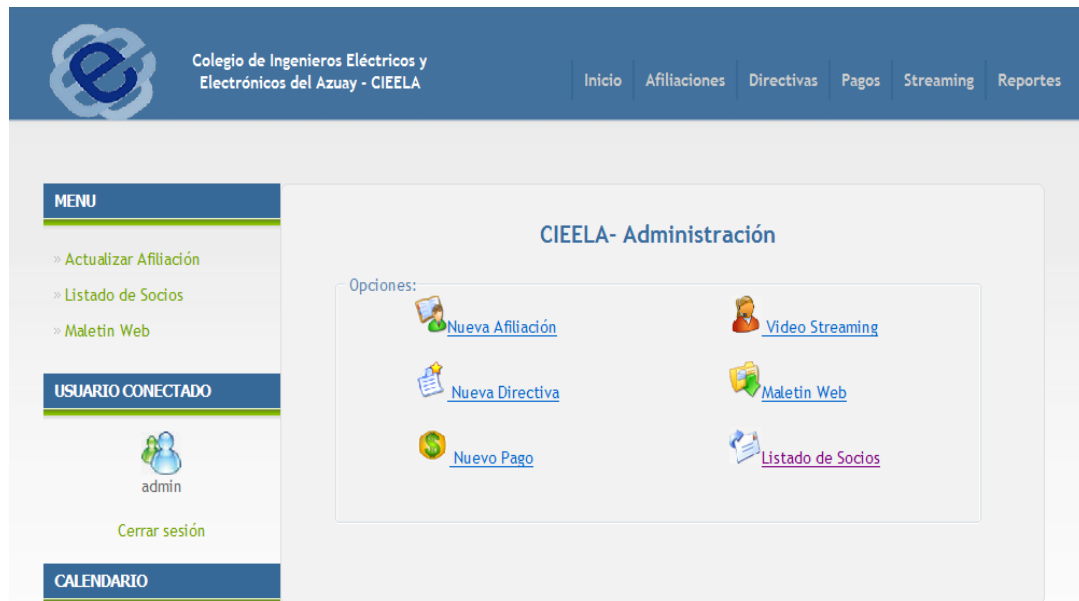 Colegio de Ingenieros Eléctricos y
Electrónicos del Azuay - CIEELA
Inicio Afiliaciones Directivas Pagos Streaming Reportes
MENU
» Actualizar Afiliación
» Listado de Socios
» Maletin Web
USUARIO CONECTADO
admin
Cerrar sesión
CALENDARIO
CIEELA- Administración
Opciones:
Nueva Afiliación
Video Streaming
Nueva Directiva
Maletin Web
Nuevo Pago
Listado de Socios